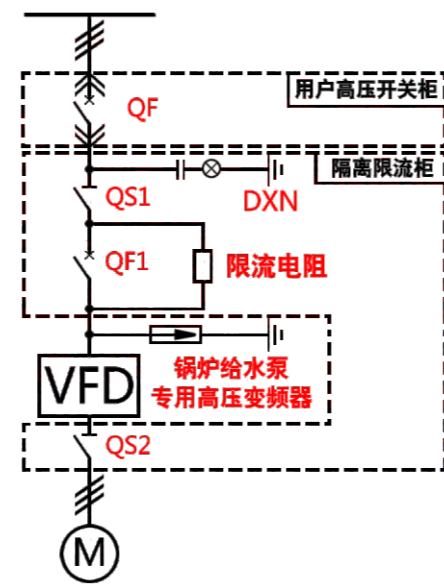 用户高压开关柜
QF
隔离限流柜
QS1
DXN
QF1
限流电阻
锅炉给水泵
专用高压变频器
VFD
QS2
M